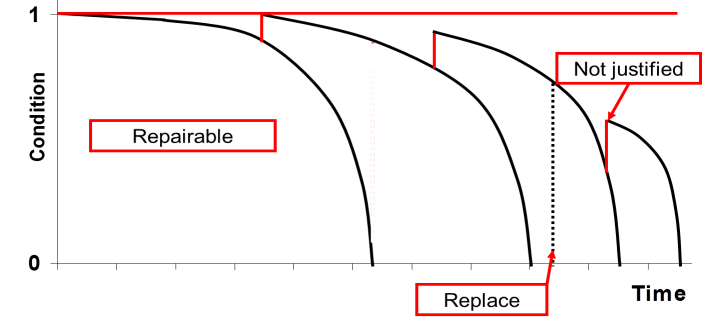 1
Not justified
Condition
Repairable
0
Time
Replace